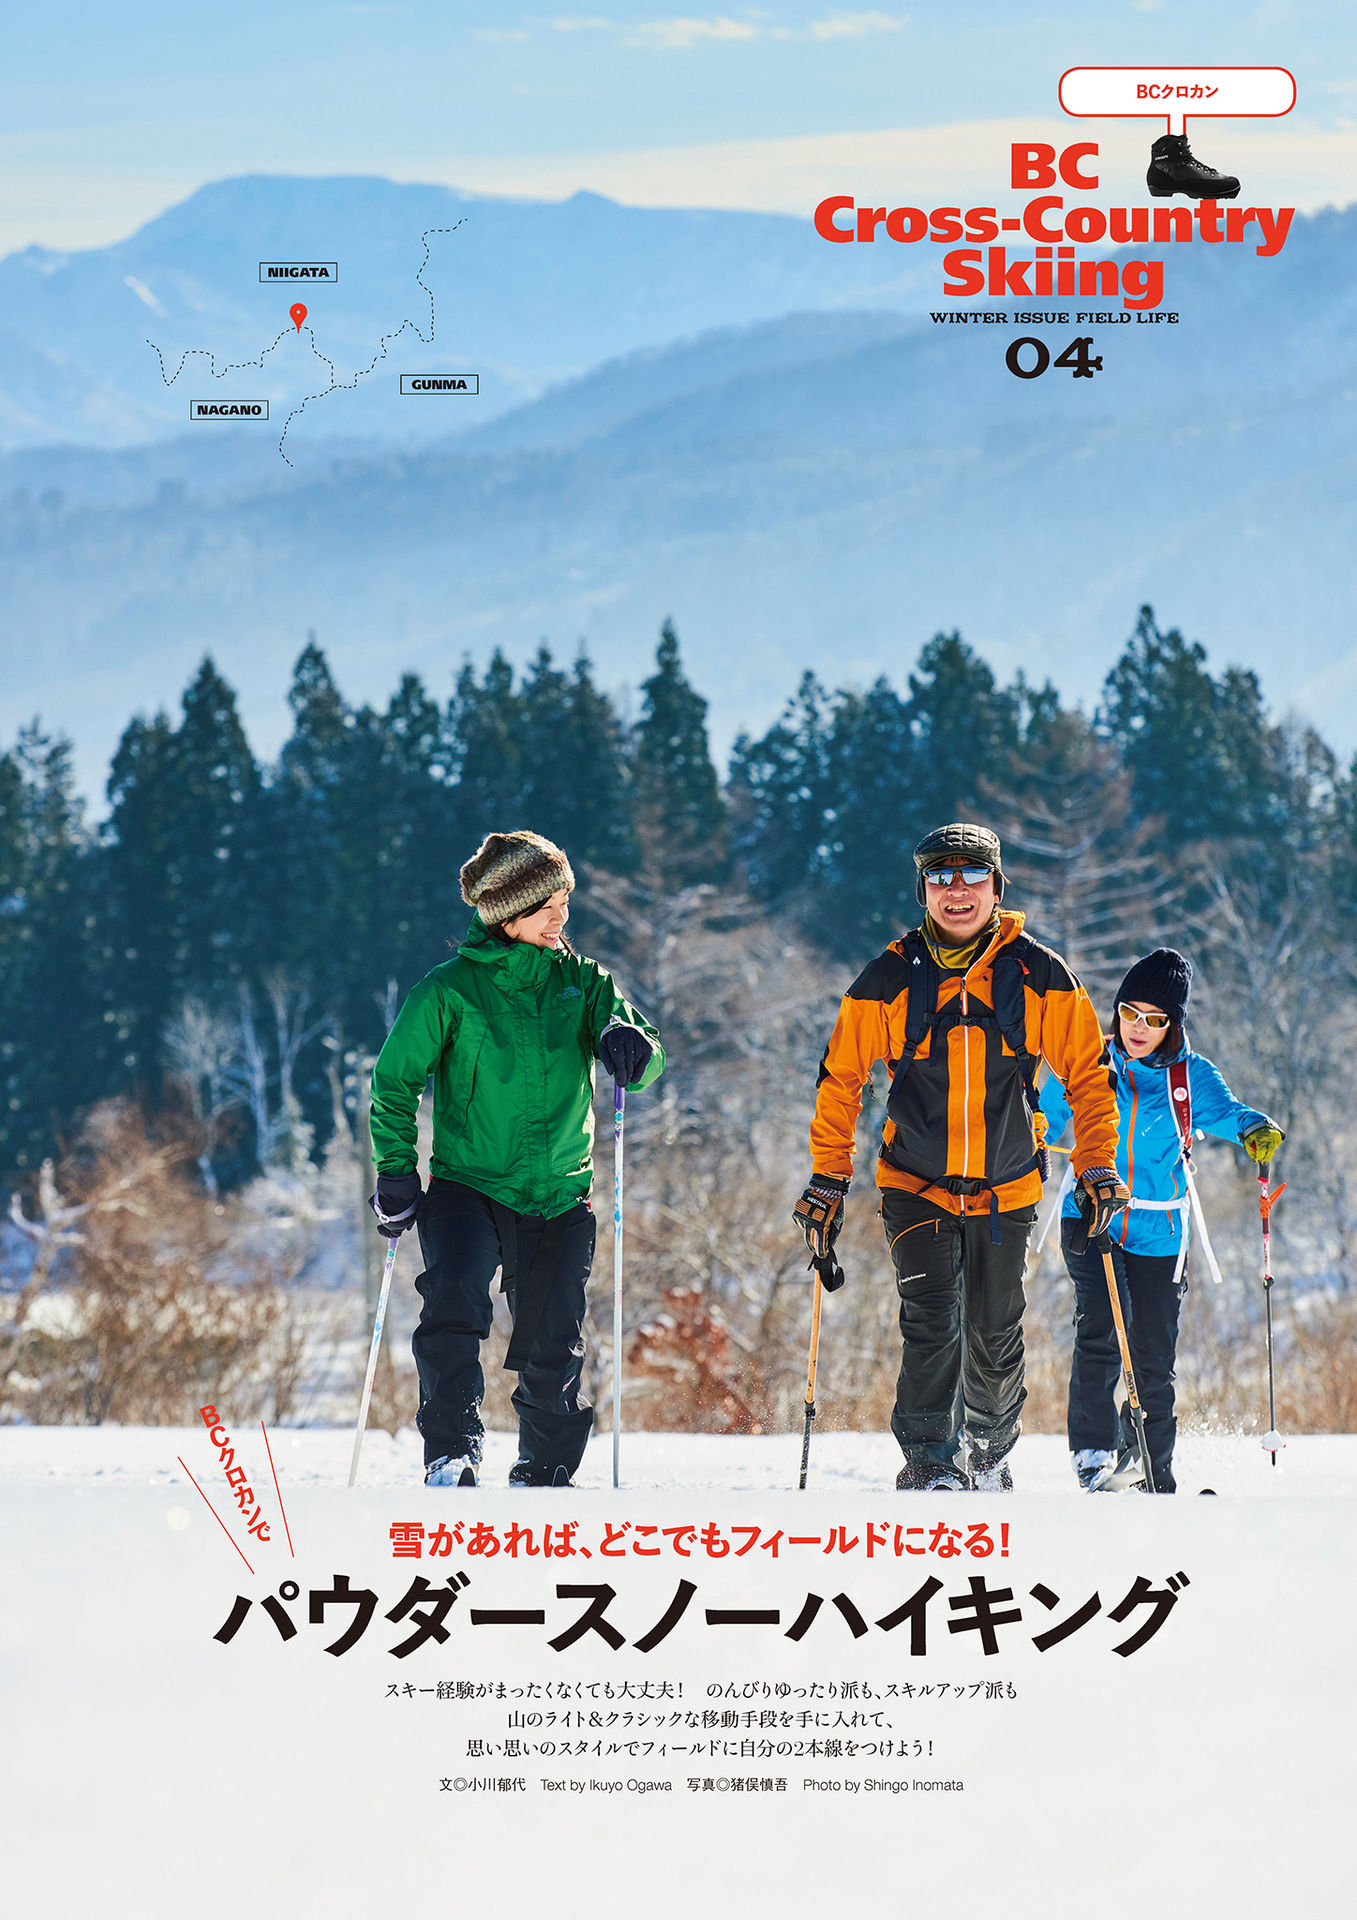 BCクロカン
BC
Cross-Country
Skiing
WINTER ISSUE FIELD LIFE
04
NIIGATA
GUNMA
NAGANO
BCクロカンで
雪があれば、どこでもフィールドになる!
パウダースノーハイキング
スキー経験がまったくなくても大丈夫! のんびりゆったり派も、スキルアップ派も
山のライト&クラシックな移動手段を手に入れて、
思い思いのスタイルでフィールドに自分の2本線をつけよう!
文◎小川郁代 Text by Ikuyo Ogawa 写真◎猪俣慎吾 Photo by Shingo Inomata